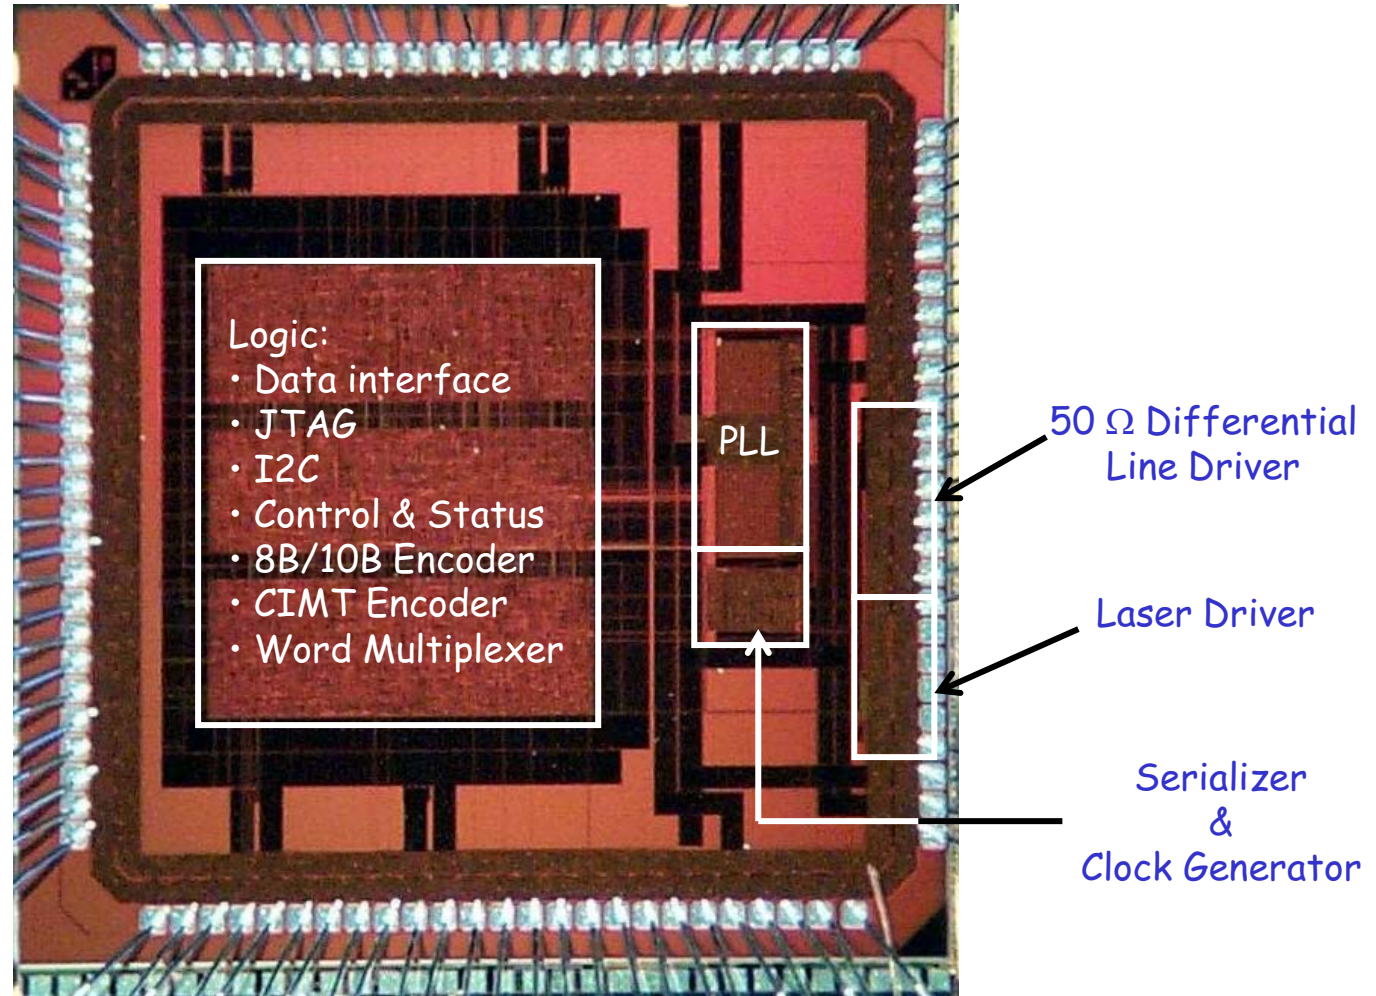 Logic:
• Data interface
• JTAG
• I2C
• Control & Status
• 8B/10B Encoder
• CIMT Encoder
• Word Multiplexer
PLL
50 Ω Differential
Line Driver
Laser Driver
Serializer
&
Clock Generator